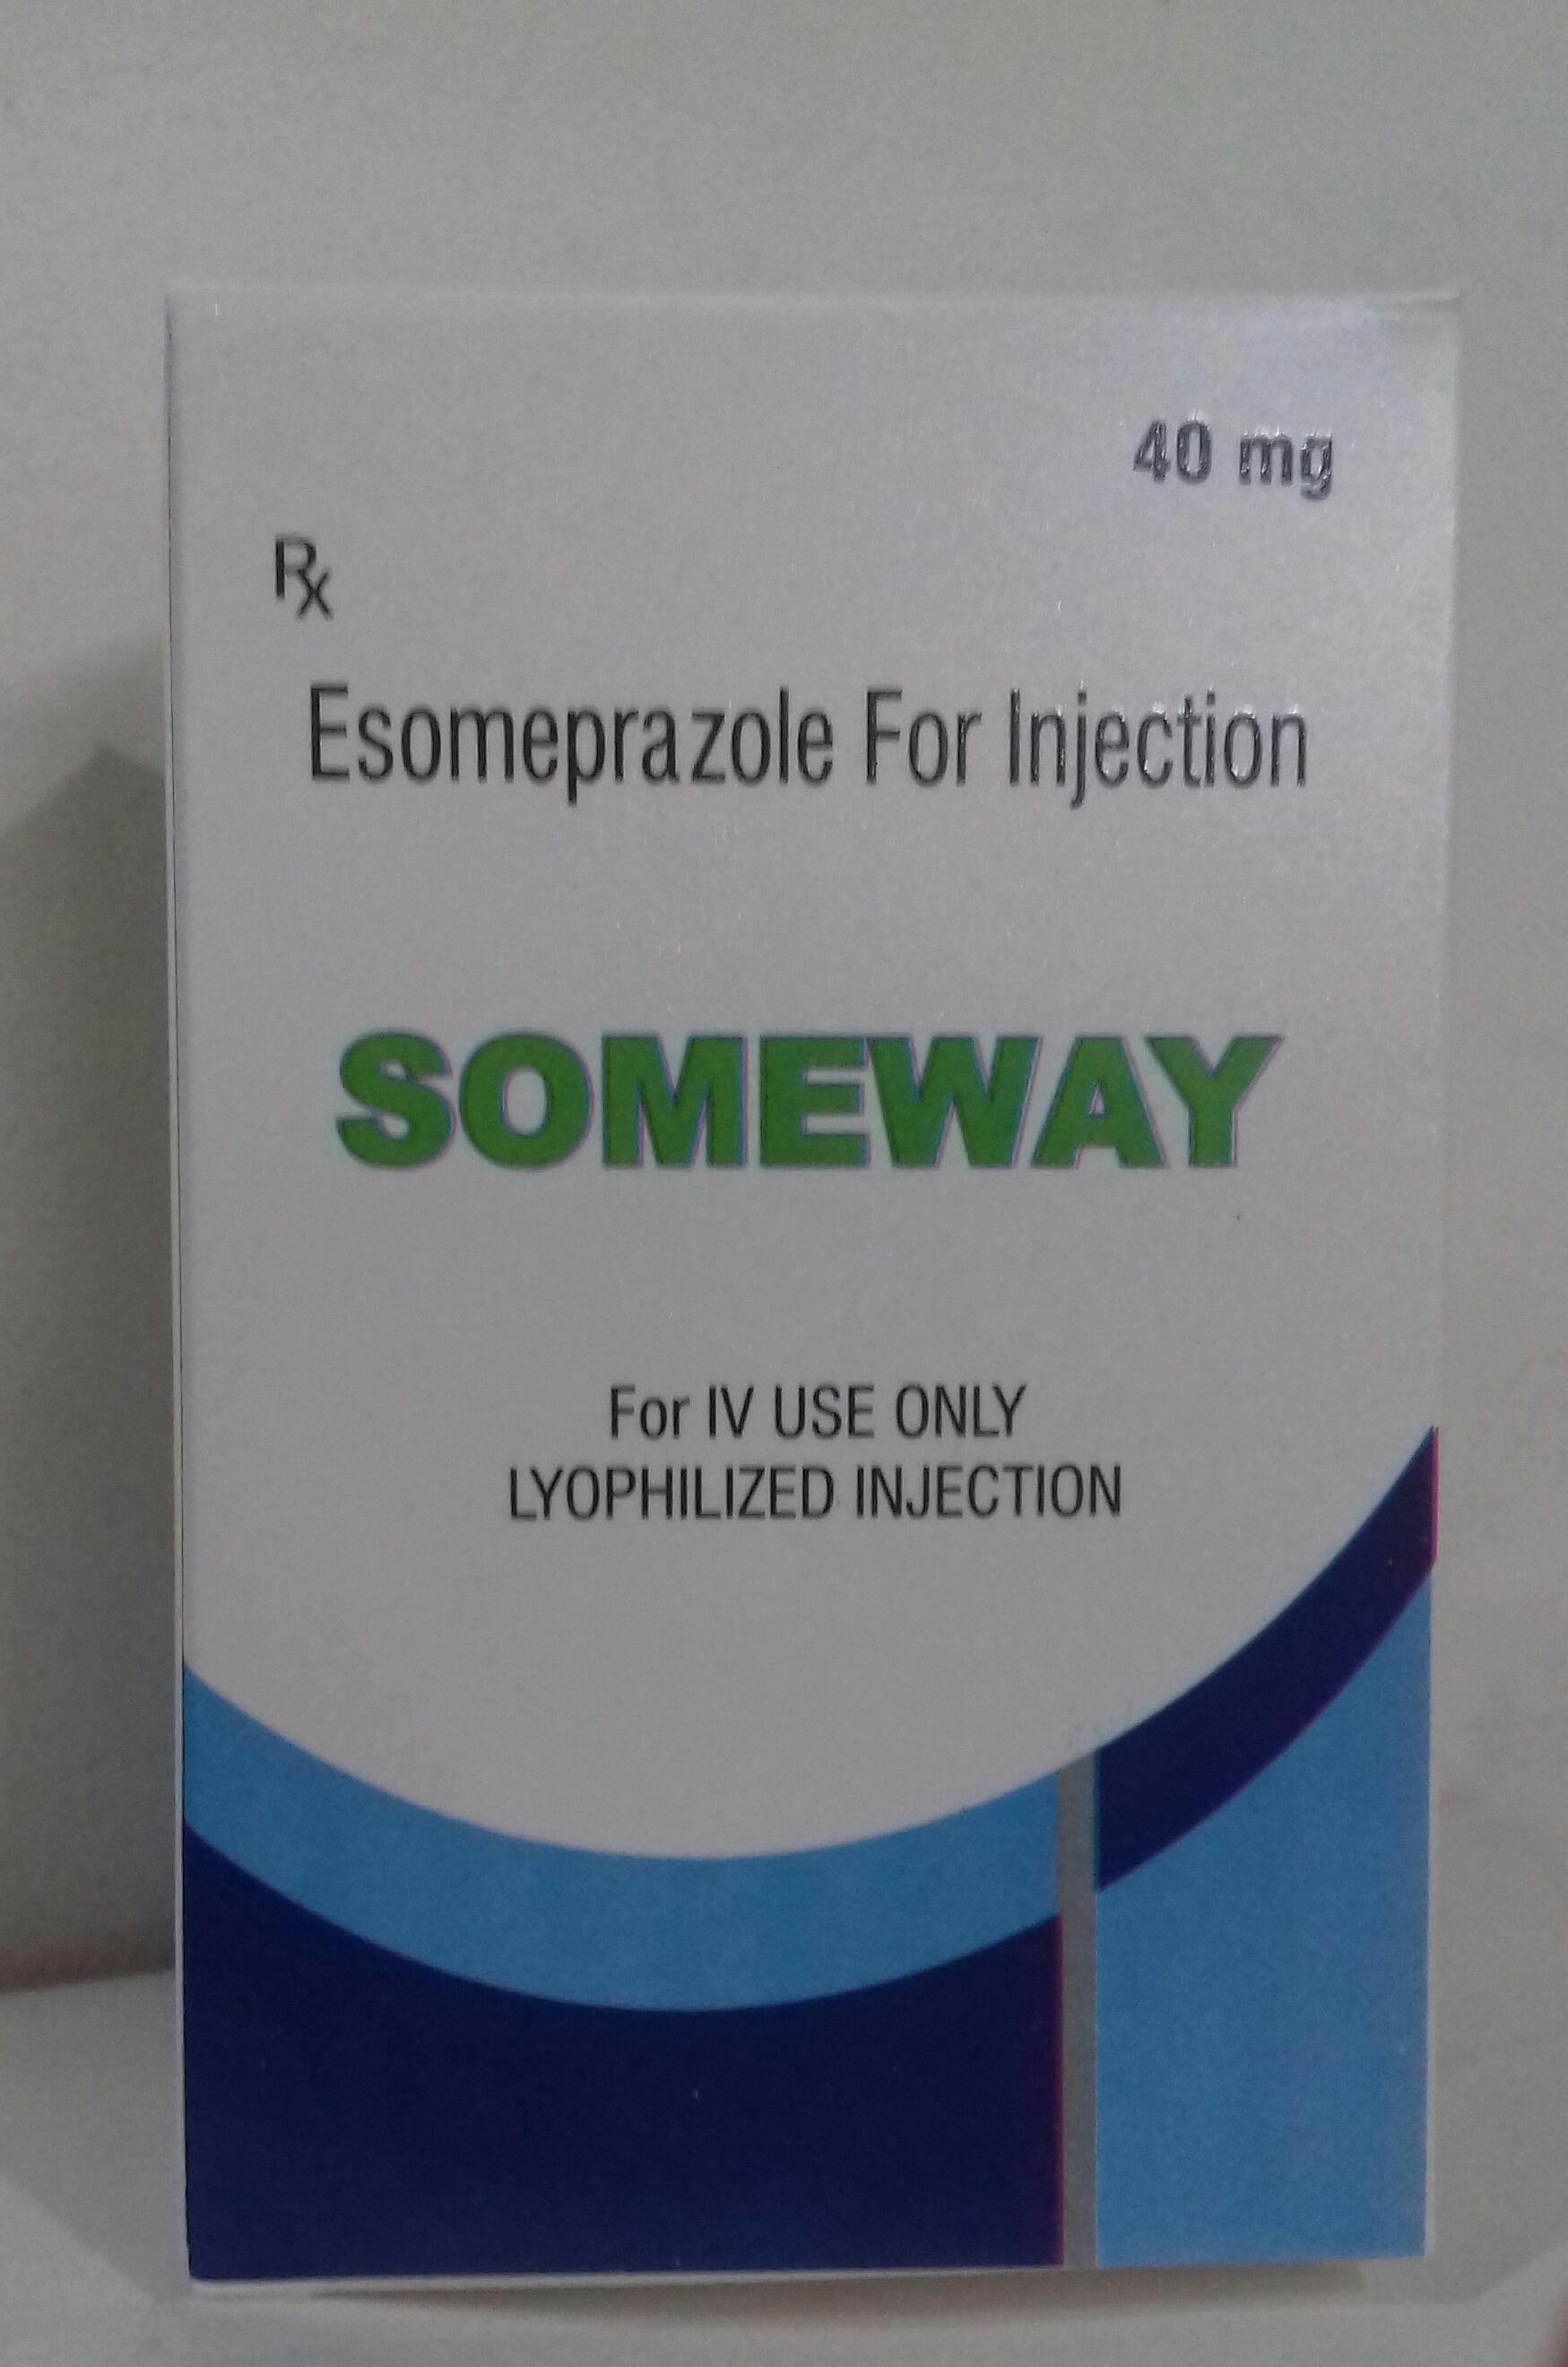 40 mg
Rx
Esomeprazole For Injection
SOMEWAY
For IV USE ONLY
LYOPHILIZED INJECTION